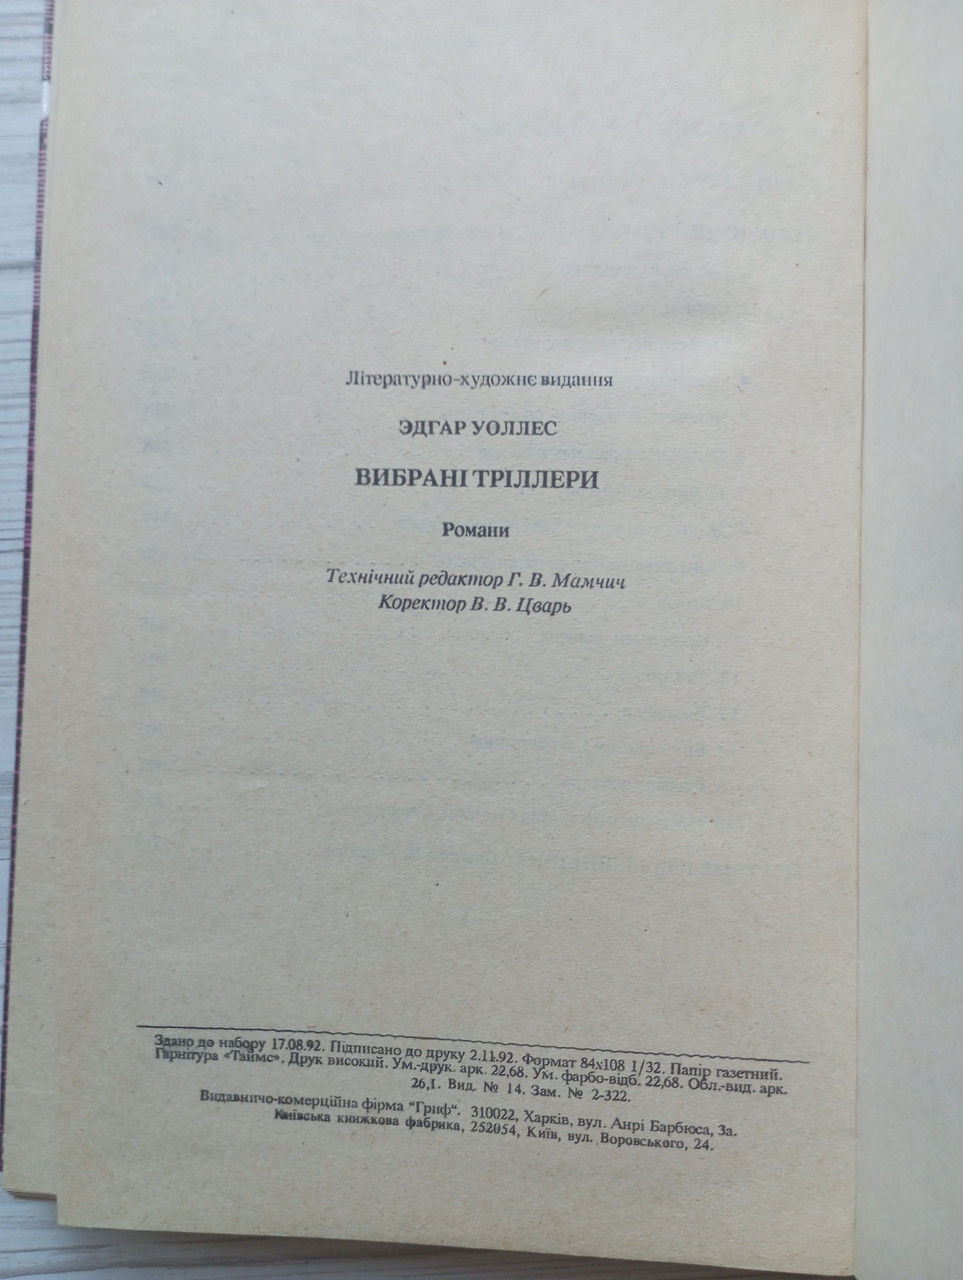 Літературно-художнє видання
ЭДГАР УОЛЛЕС
ВИБРАНІ ТРІЛЛЕРИ
Романи
Технічний редактор Г. В. Мамчич
Коректор В. В. Цварь
Здано до набору 17.08.92. Підписано до друку 2.11.92. Формат 84х108 1/32. Папір газетний.
Гарнітура «Таймс». Друк високий. Ум.-друк. арк. 22,68. Ум. фарбо-відб. 22,68. Обл.-вид. арк.
26,1. Вид. № 14. Зам. № 2-322.
Видавничо-комерційна фірма "Гриф". 310022, Харків, вул. Анрі Барбюса, 3а.
Київська книжкова фабрика, 252054, Київ, вул. Воровського, 24.